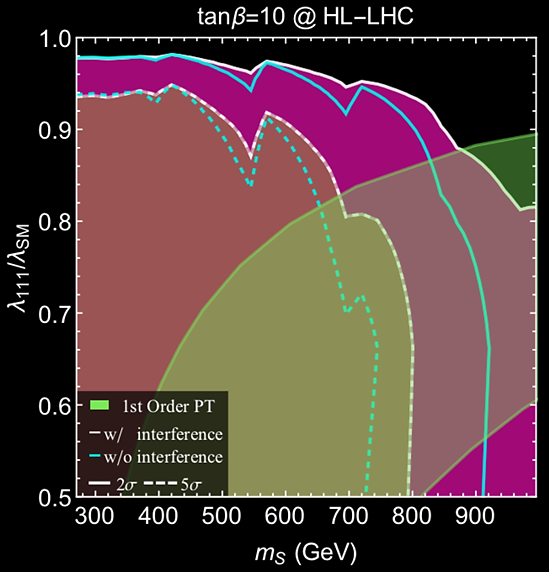 tanβ=10 @ HL-LHC
1.0
0.9
0.8
0.7
0.6
0.5
λ₁₁₁/λSM
1st Order PT
w/ interference
w/o interference
2σ 5σ
300 400 500 600 700 800 900
mS (GeV)